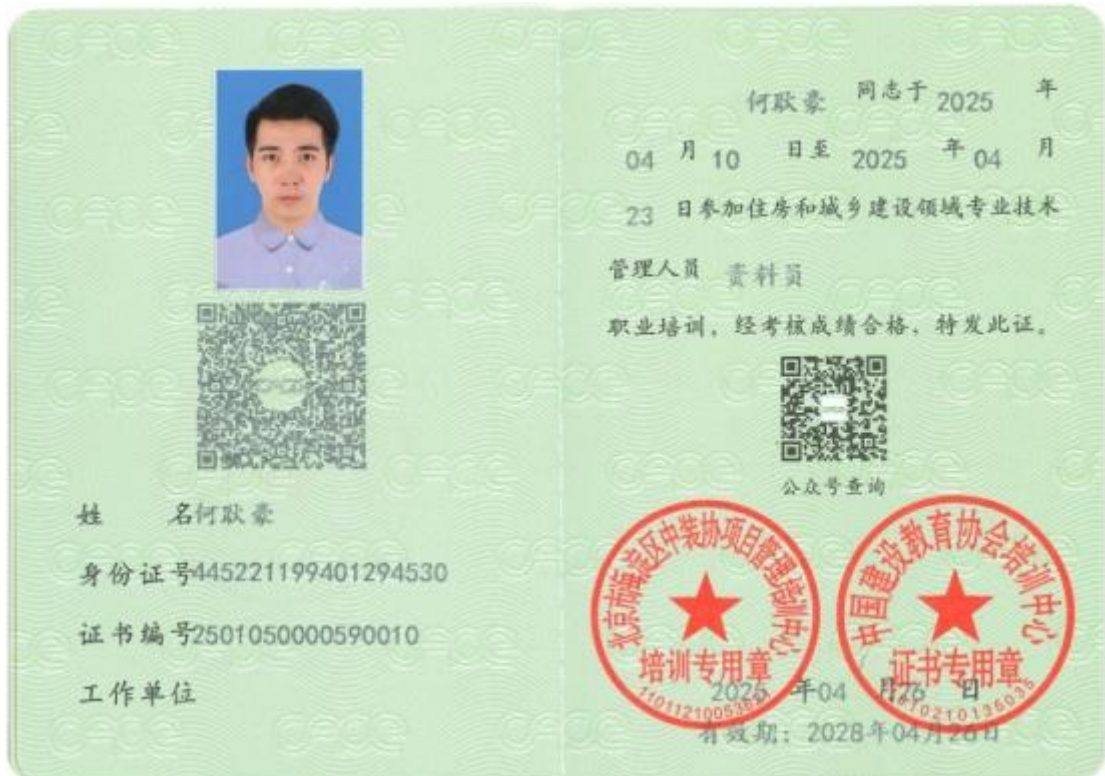 姓 名何耿豪
身份证号445221199401294530
证书编号2501050000590010
工作单位
何耿豪 同志于 2025 年
04 月 10 日至 2025 年 04 月
23 日参加住房和城乡建设领域专业技术
管理人员 资料员
职业培训,经考核成绩合格,特发此证。
公众号查询
北京市海淀区中装协项目管理培训中心
培训专用章
中国建设教育协会培训中心
证书专用章
2025 年04 月26 日
有效期:2028年04月26日